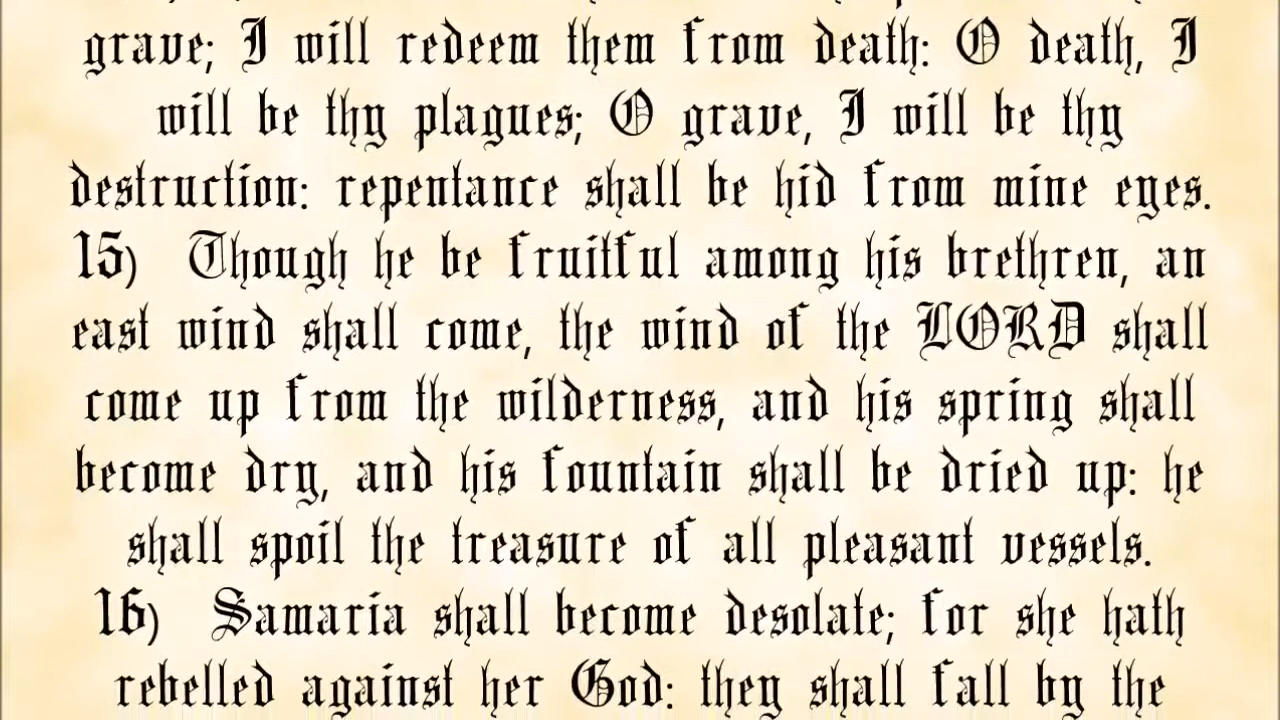 grave; I will redeem them from death: O death, I
will be thy plagues; O grave, I will be thy
destruction: repentance shall be hid from mine eyes.
15) Though he be fruitful among his brethren, an
east wind shall come, the wind of the LORD shall
come up from the wilderness, and his spring shall
become dry, and his fountain shall be dried up: he
shall spoil the treasure of all pleasant vessels.
16) Samaria shall become desolate; for she hath
rebelled against her God: they shall fall by the